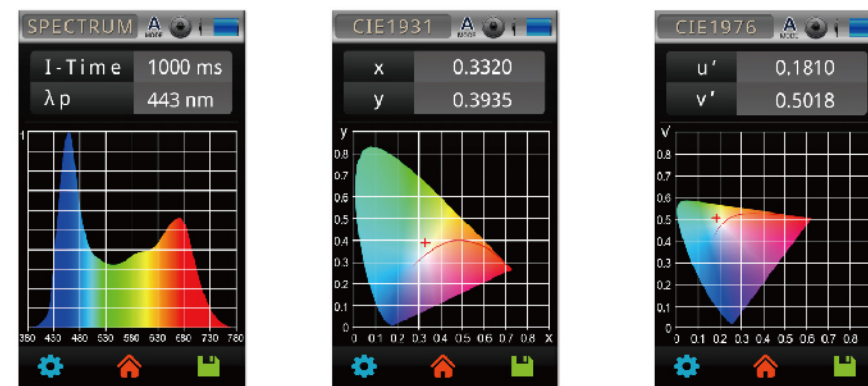 SPECTRUM A MODE i
I-Time 1000 ms
λp 443 nm
1
380 430 480 530 580 630 680 730 780
CIE1931 A MODE i
x 0.3320
y 0.3935
y
0.8
0.7
0.6
0.5
0.4
0.3
0.2
0.1
0
0 0.1 0.2 0.3 0.4 0.5 0.6 0.7 0.8 x
CIE1976 A MODE i
u' 0.1810
v' 0.5018
v'
0.8
0.7
0.6
0.5
0.4
0.3
0.2
0.1
0
0 0.1 0.2 0.3 0.4 0.5 0.6 0.7 0.8